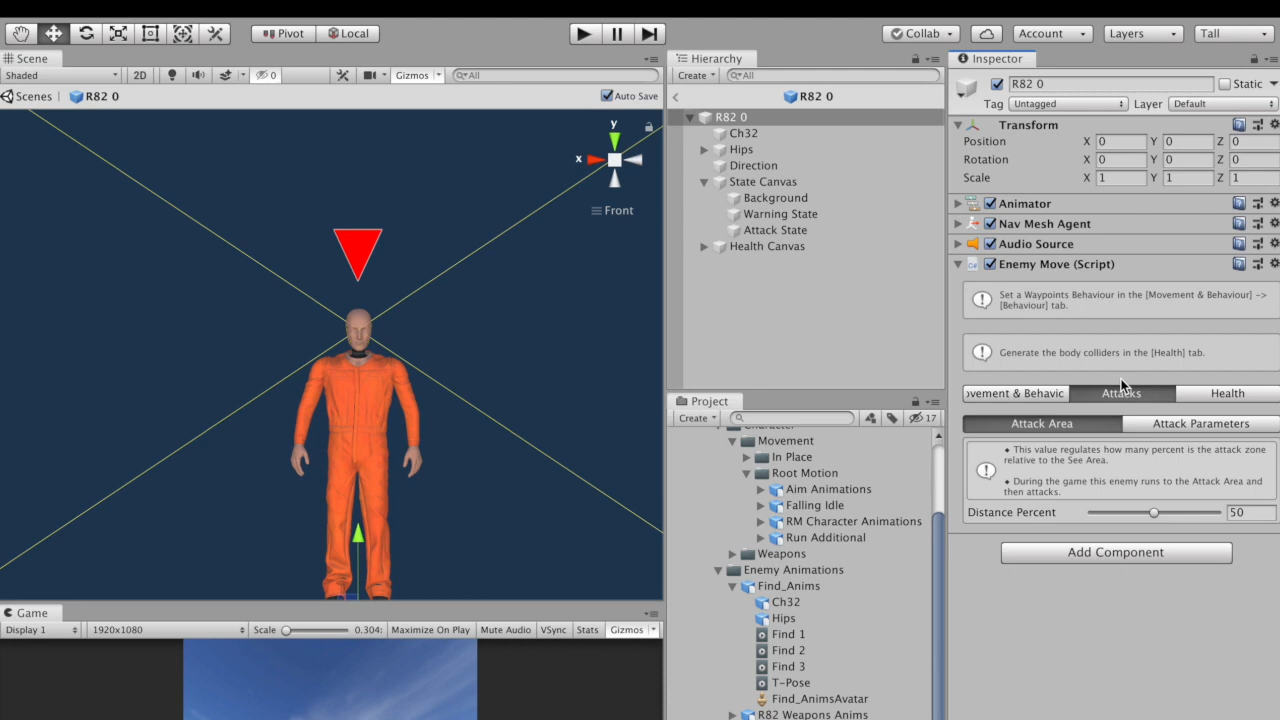 Pivot Local Collab Account Layers Tall
Scene
Shaded 2D 0 Gizmos All
Scenes R82 0 Auto Save
y
x
Front
Game
Display 1 1920x1080 Scale 0.304: Maximize On Play Mute Audio VSync Stats Gizmos
Hierarchy
Create All
R82 0
R82 0
Ch32
Hips
Direction
State Canvas
Background
Warning State
Attack State
Health Canvas
Project
Create 17
Movement
In Place
Root Motion
Aim Animations
Falling Idle
RM Character Animations
Run Additional
Weapons
Enemy Animations
Find_Anims
Ch32
Hips
Find 1
Find 2
Find 3
T-Pose
Find_AnimsAvatar
R82 Weapons Anims
Inspector
R82 0 Static
Tag Untagged Layer Default
Transform
Position X 0 Y 0 Z 0
Rotation X 0 Y 0 Z 0
Scale X 1 Y 1 Z 1
Animator
Nav Mesh Agent
Audio Source
Enemy Move (Script)
Set a Waypoints Behaviour in the [Movement & Behaviour] ->
[Behaviour] tab.
Generate the body colliders in the [Health] tab.
ovement & Behavic Attacks Health
Attack Area Attack Parameters
• This value regulates how many percent is the attack zone
relative to the See Area.
• During the game this enemy runs to the Attack Area and
then attacks.
Distance Percent 50
Add Component